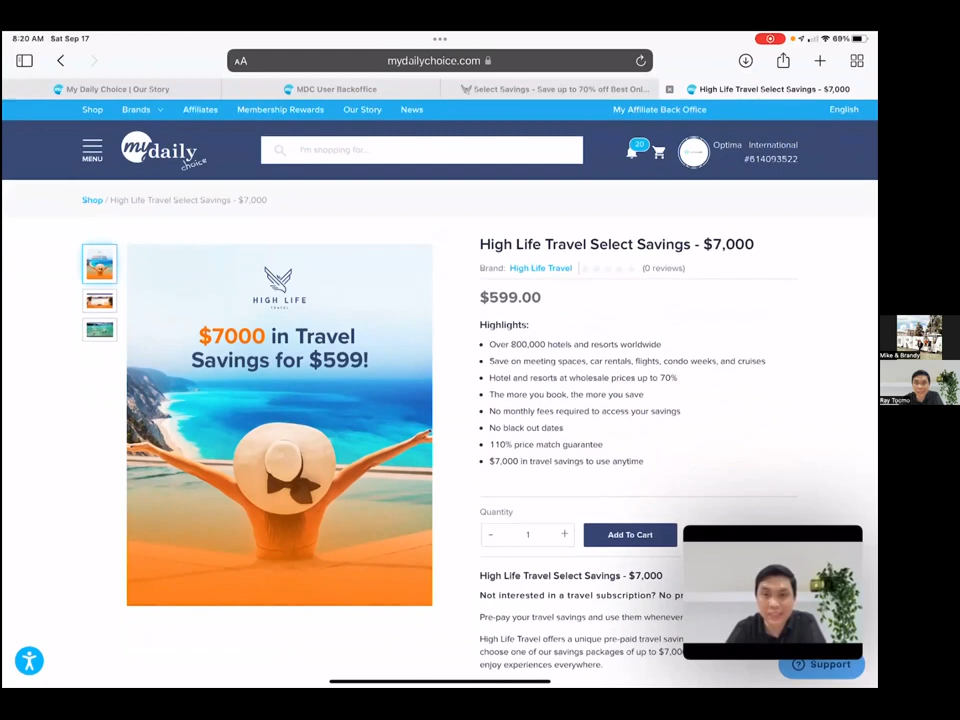 8:20 AM Sat Sep 17
69%
AA mydailychoice.com
My Daily Choice | Our Story
MDC User Backoffice
Select Savings - Save up to 70% off Best Onl...
High Life Travel Select Savings - $7,000
Shop Brands Affiliates Membership Rewards Our Story News My Affiliate Back Office English
MENU
my daily choice
I'm shopping for...
20
Optima International
#614093522
Shop / High Life Travel Select Savings - $7,000
HIGH LIFE
TRAVEL
$7000 in Travel
Savings for $599!
High Life Travel Select Savings - $7,000
Brand: High Life Travel (0 reviews)
$599.00
Highlights:
• Over 800,000 hotels and resorts worldwide
• Save on meeting spaces, car rentals, flights, condo weeks, and cruises
• Hotel and resorts at wholesale prices up to 70%
• The more you book, the more you save
• No monthly fees required to access your savings
• No black out dates
• 110% price match guarantee
• $7,000 in travel savings to use anytime
Quantity
- 1 +
Add To Cart
High Life Travel Select Savings - $7,000
Not interested in a travel subscription? No pr
Pre-pay your travel savings and use them whenever
High Life Travel offers a unique pre-paid travel savin
choose one of our savings packages of up to $7,00
enjoy experiences everywhere.
Support
Mike & Brandy
Ray Tocmo